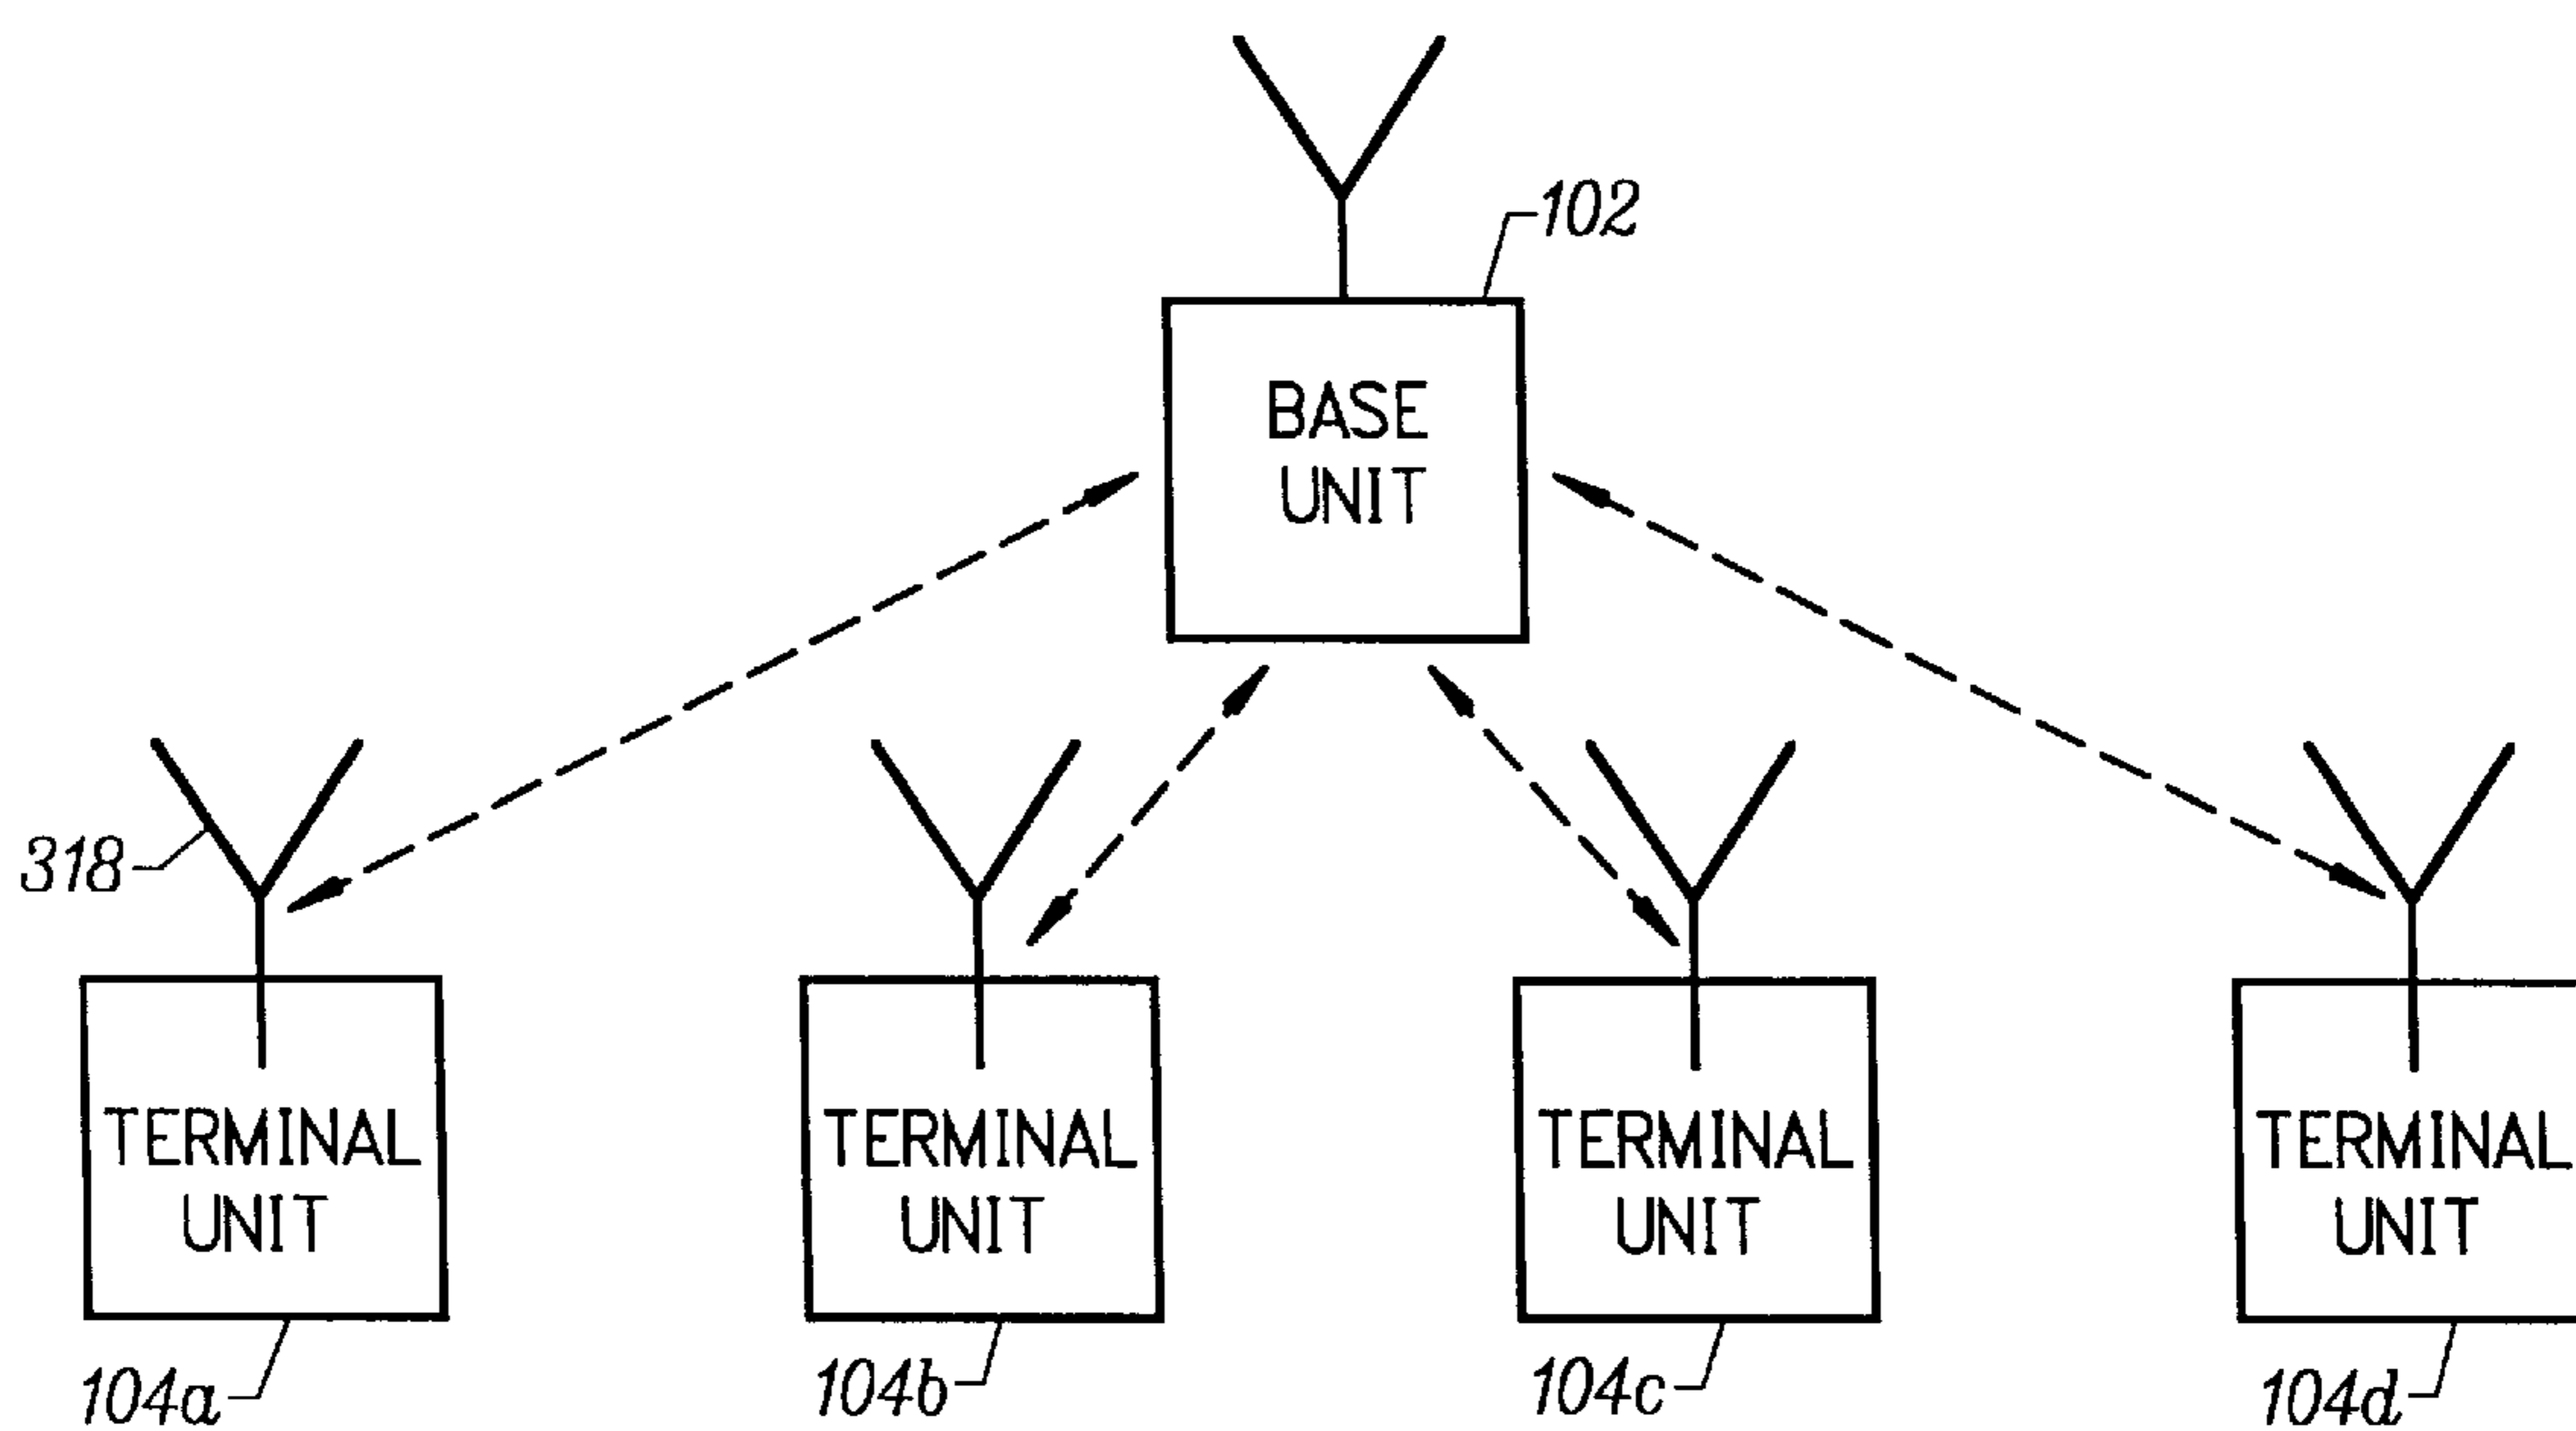 102
BASE
UNIT
318
TERMINAL
UNIT
TERMINAL
UNIT
TERMINAL
UNIT
TERMINAL
UNIT
104a
104b
104c
104d